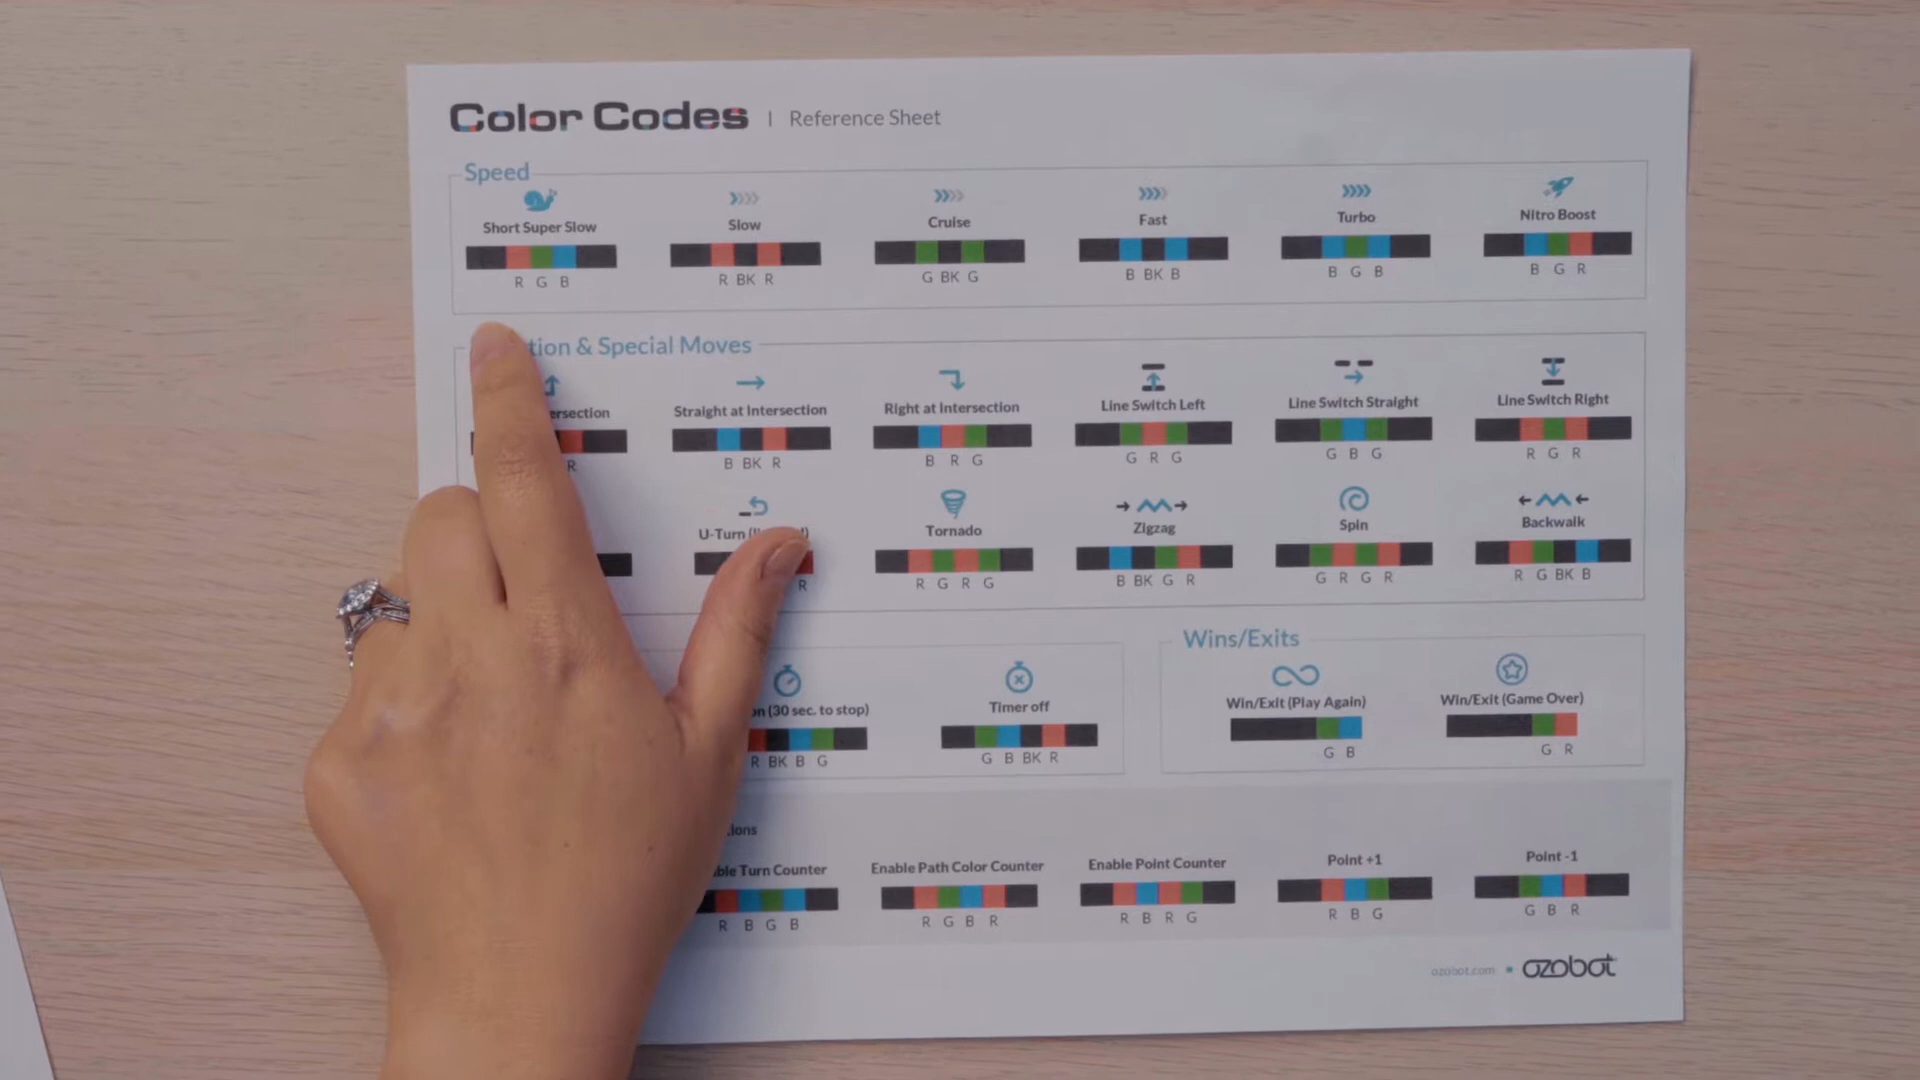 Color Codes | Reference Sheet
Speed
Short Super Slow
Slow
Cruise
Fast
Turbo
Nitro Boost
R G B
R BK R
G BK G
B BK B
B G B
B G R
& Special Moves
Straight at Intersection
Right at Intersection
Line Switch Left
Line Switch Straight
Line Switch Right
R
B BK R
B R G
G R G
G B G
R G R
U-Turn
Tornado
Zigzag
Spin
Backwalk
R
R G R G
B BK G R
G R G R
R G BK B
Wins/Exits
(30 sec. to stop)
Timer off
Win/Exit (Play Again)
Win/Exit (Game Over)
R BK B G
G B BK R
G B
G R
Turn Counter
Enable Path Color Counter
Enable Point Counter
Point +1
Point -1
R B G B
R G B R
R B R G
R B G
G B R
ozobot.com • ozobot